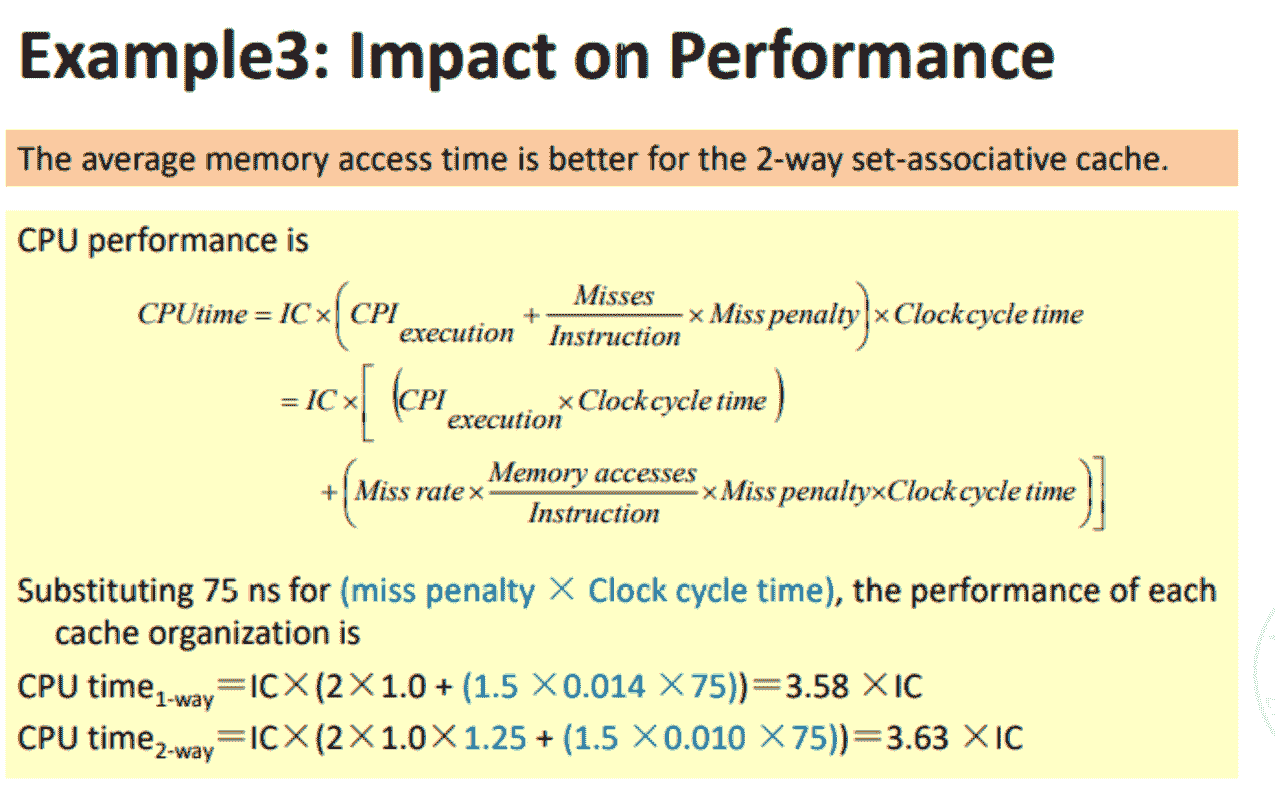 Example3: Impact on Performance
The average memory access time is better for the 2-way set-associative cache.
CPU performance is
CPUtime = IC × ( CPI execution + Misses / Instruction × Miss penalty ) × Clock cycle time
= IC × [ ( CPI execution × Clock cycle time )
+ ( Miss rate × Memory accesses / Instruction × Miss penalty × Clock cycle time ) ]
Substituting 75 ns for (miss penalty × Clock cycle time), the performance of each
cache organization is
CPU time1-way=IC×(2×1.0 + (1.5 ×0.014 ×75))=3.58 ×IC
CPU time2-way=IC×(2×1.0×1.25 + (1.5 ×0.010 ×75))=3.63 ×IC